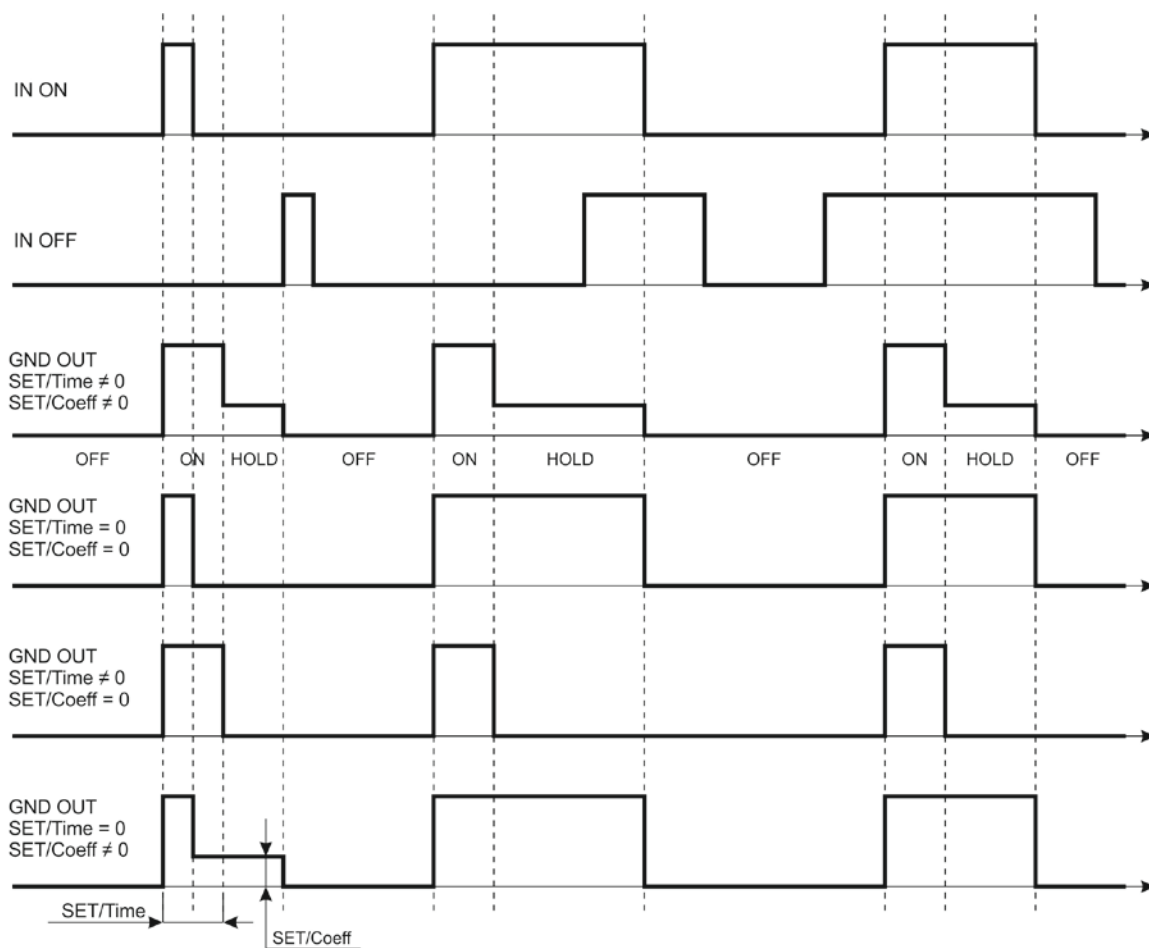 IN ON
IN OFF
GND OUT
SET/Time ≠ 0
SET/Coeff ≠ 0
OFF ON HOLD OFF ON HOLD OFF ON HOLD OFF
GND OUT
SET/Time = 0
SET/Coeff = 0
GND OUT
SET/Time ≠ 0
SET/Coeff = 0
GND OUT
SET/Time = 0
SET/Coeff ≠ 0
SET/Time
SET/Coeff